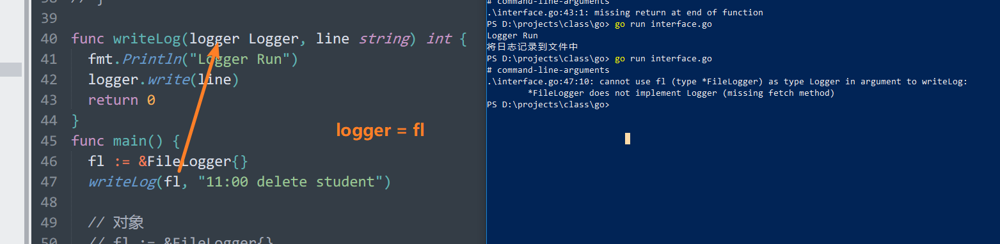 39
40 func writeLog(logger Logger, line string) int {
41 fmt.Println("Logger Run")
42 logger.write(line)
43 return 0
44 }
45 func main() {
46 fl := &FileLogger{}
47 writeLog(fl, "11:00 delete student")
48
49 // 对象
50 // fl := &FileLogger{}
logger = fl
# command-line-arguments
.\interface.go:43:1: missing return at end of function
PS D:\projects\class\go> go run interface.go
Logger Run
将日志记录到文件中
PS D:\projects\class\go> go run interface.go
# command-line-arguments
.\interface.go:47:10: cannot use fl (type *FileLogger) as type Logger in argument to writeLog:
*FileLogger does not implement Logger (missing fetch method)
PS D:\projects\class\go>